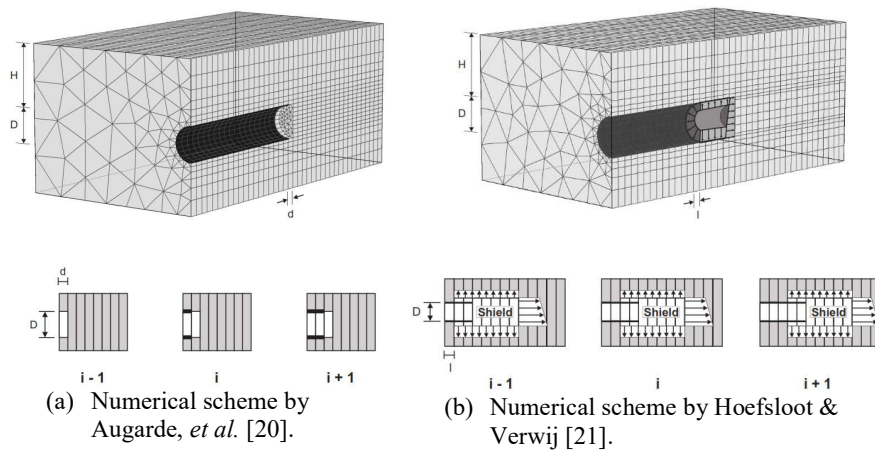 H
D
d
H
D
l
d
D
i - 1
i
i + 1
D
Shield
Shield
Shield
l
i - 1
i
i + 1
(a) Numerical scheme by
Augarde, et al. [20].
(b) Numerical scheme by Hoefsloot &
Verwij [21].